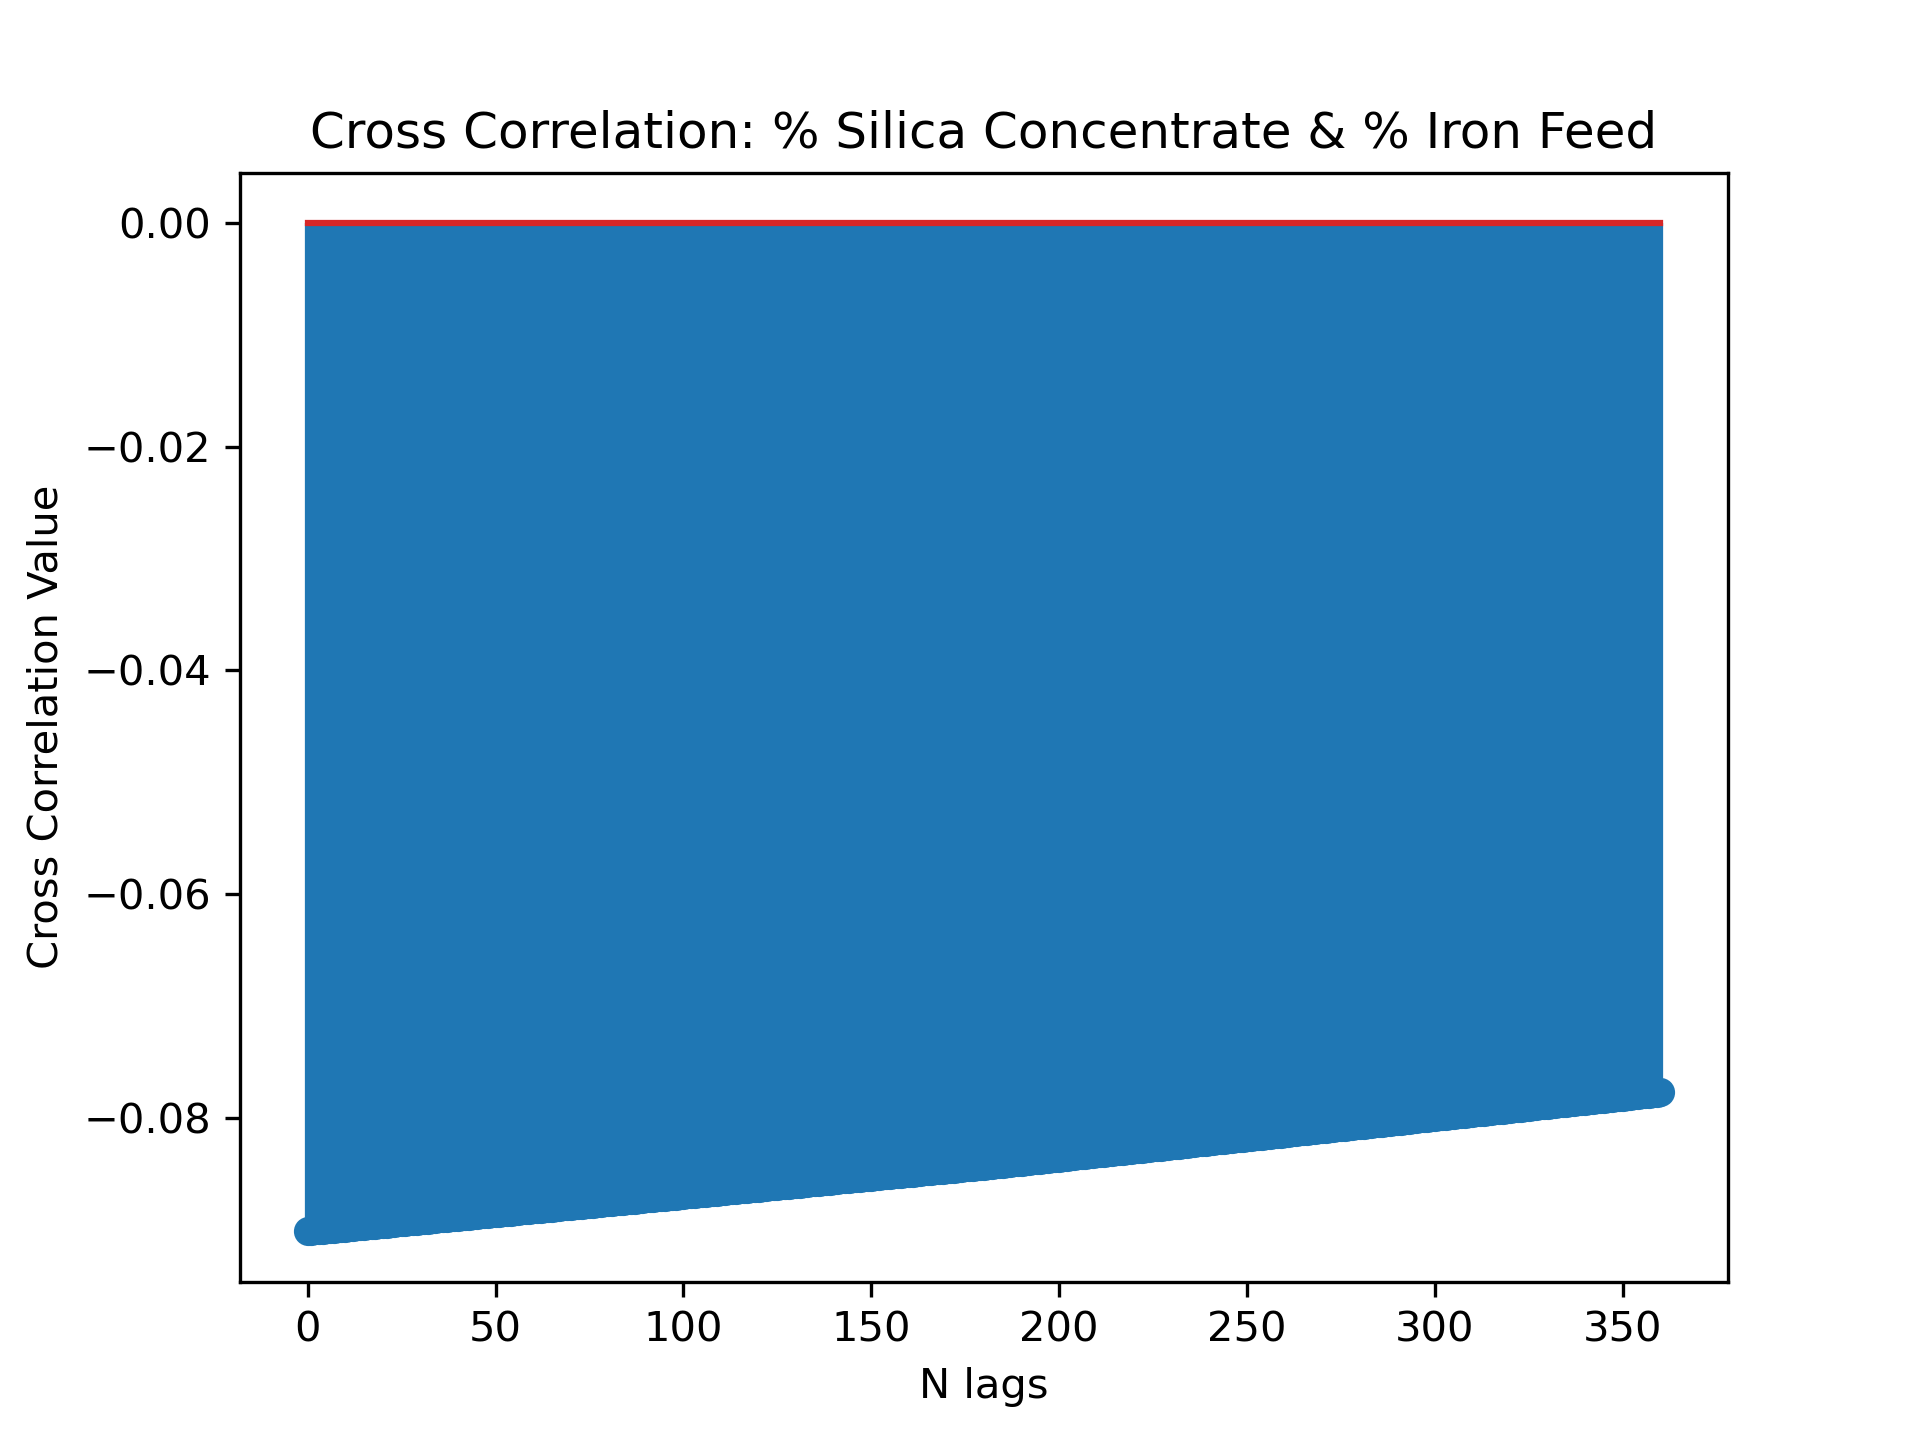 Cross Correlation: % Silica Concentrate & % Iron Feed
Cross Correlation Value
0.00
−0.02
−0.04
−0.06
−0.08
0 50 100 150 200 250 300 350
N lags